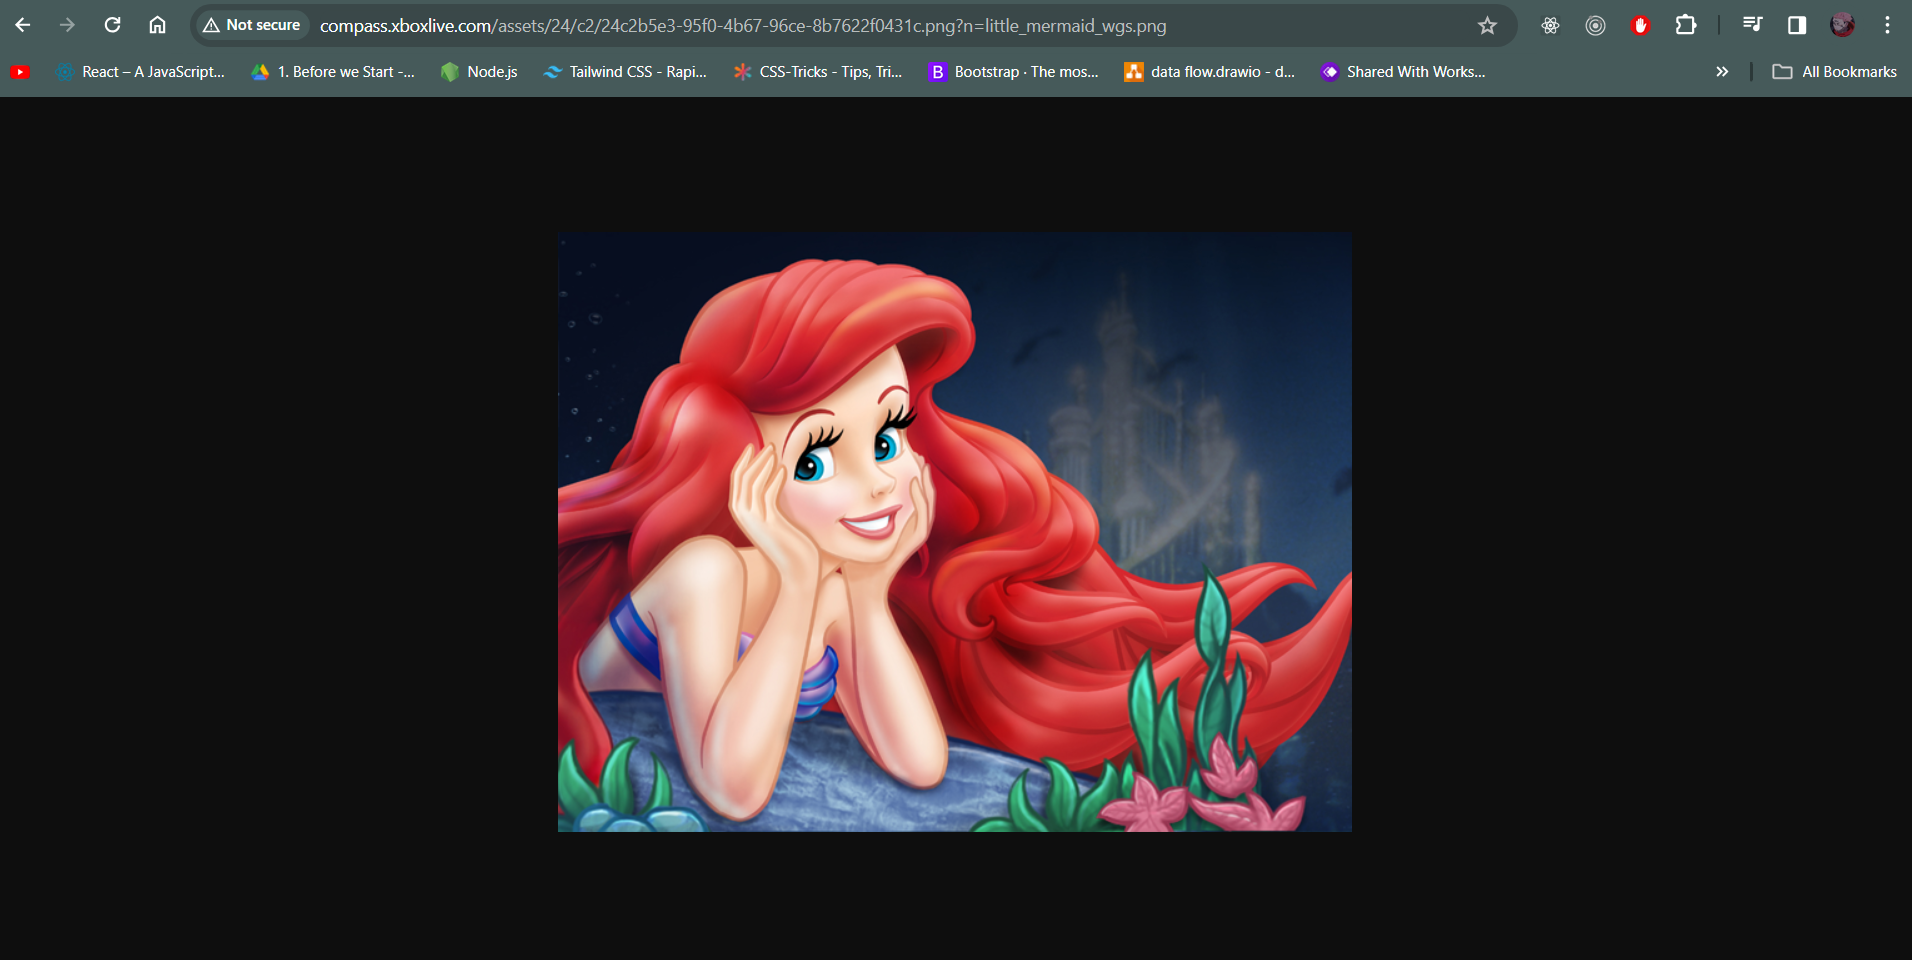 Not secure compass.xboxlive.com/assets/24/c2/24c2b5e3-95f0-4b67-96ce-8b7622f0431c.png?n=little_mermaid_wgs.png
React – A JavaScript... 1. Before we Start -... Node.js Tailwind CSS - Rapi... CSS-Tricks - Tips, Tri... B Bootstrap · The mos... data flow.drawio - d... Shared With Works... » All Bookmarks